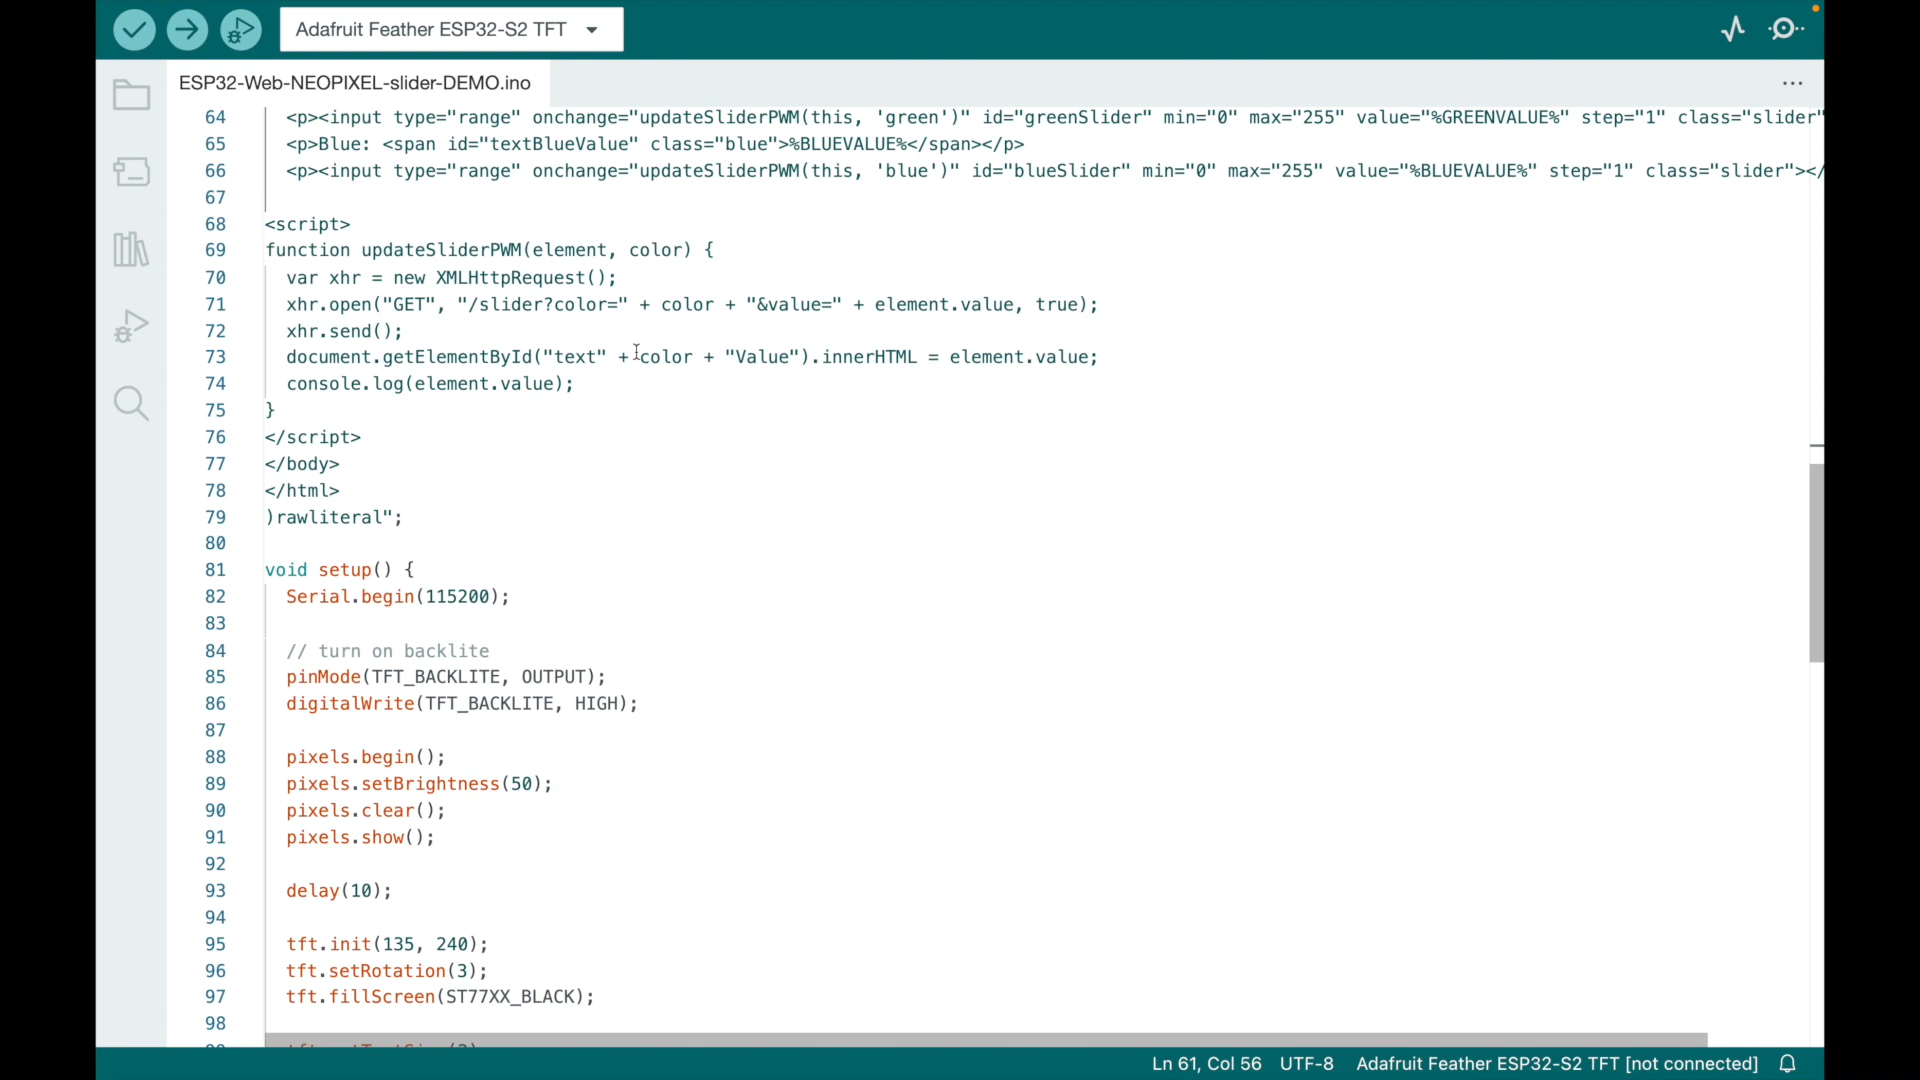 Adafruit Feather ESP32-S2 TFT
ESP32-Web-NEOPIXEL-slider-DEMO.ino
64 <p><input type="range" onchange="updateSliderPWM(this, 'green')" id="greenSlider" min="0" max="255" value="%GREENVALUE%" step="1" class="slider"
65 <p>Blue: <span id="textBlueValue" class="blue">%BLUEVALUE%</span></p>
66 <p><input type="range" onchange="updateSliderPWM(this, 'blue')" id="blueSlider" min="0" max="255" value="%BLUEVALUE%" step="1" class="slider"></
67
68 <script>
69 function updateSliderPWM(element, color) {
70 var xhr = new XMLHttpRequest();
71 xhr.open("GET", "/slider?color=" + color + "&value=" + element.value, true);
72 xhr.send();
73 document.getElementById("text" + color + "Value").innerHTML = element.value;
74 console.log(element.value);
75 }
76 </script>
77 </body>
78 </html>
79 )rawliteral";
80
81 void setup() {
82 Serial.begin(115200);
83
84 // turn on backlite
85 pinMode(TFT_BACKLITE, OUTPUT);
86 digitalWrite(TFT_BACKLITE, HIGH);
87
88 pixels.begin();
89 pixels.setBrightness(50);
90 pixels.clear();
91 pixels.show();
92
93 delay(10);
94
95 tft.init(135, 240);
96 tft.setRotation(3);
97 tft.fillScreen(ST77XX_BLACK);
98
Ln 61, Col 56 UTF-8 Adafruit Feather ESP32-S2 TFT [not connected]